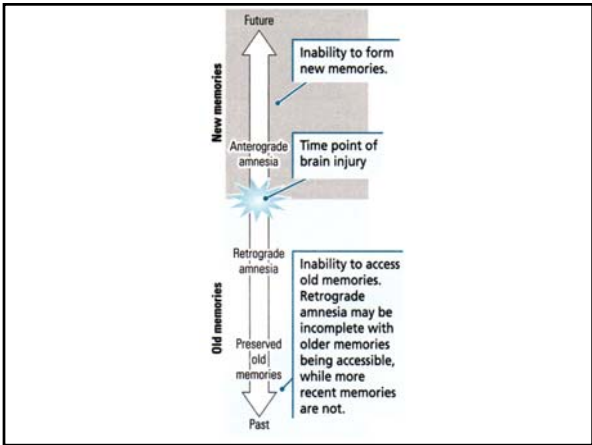 Future
Inability to form
new memories.
New memories
Anterograde
amnesia
Time point of
brain injury
Retrograde
amnesia
Inability to access
old memories.
Retrograde
amnesia may be
incomplete with
older memories
being accessible,
while more
recent memories
are not.
Old memories
Preserved
old
memories
Past